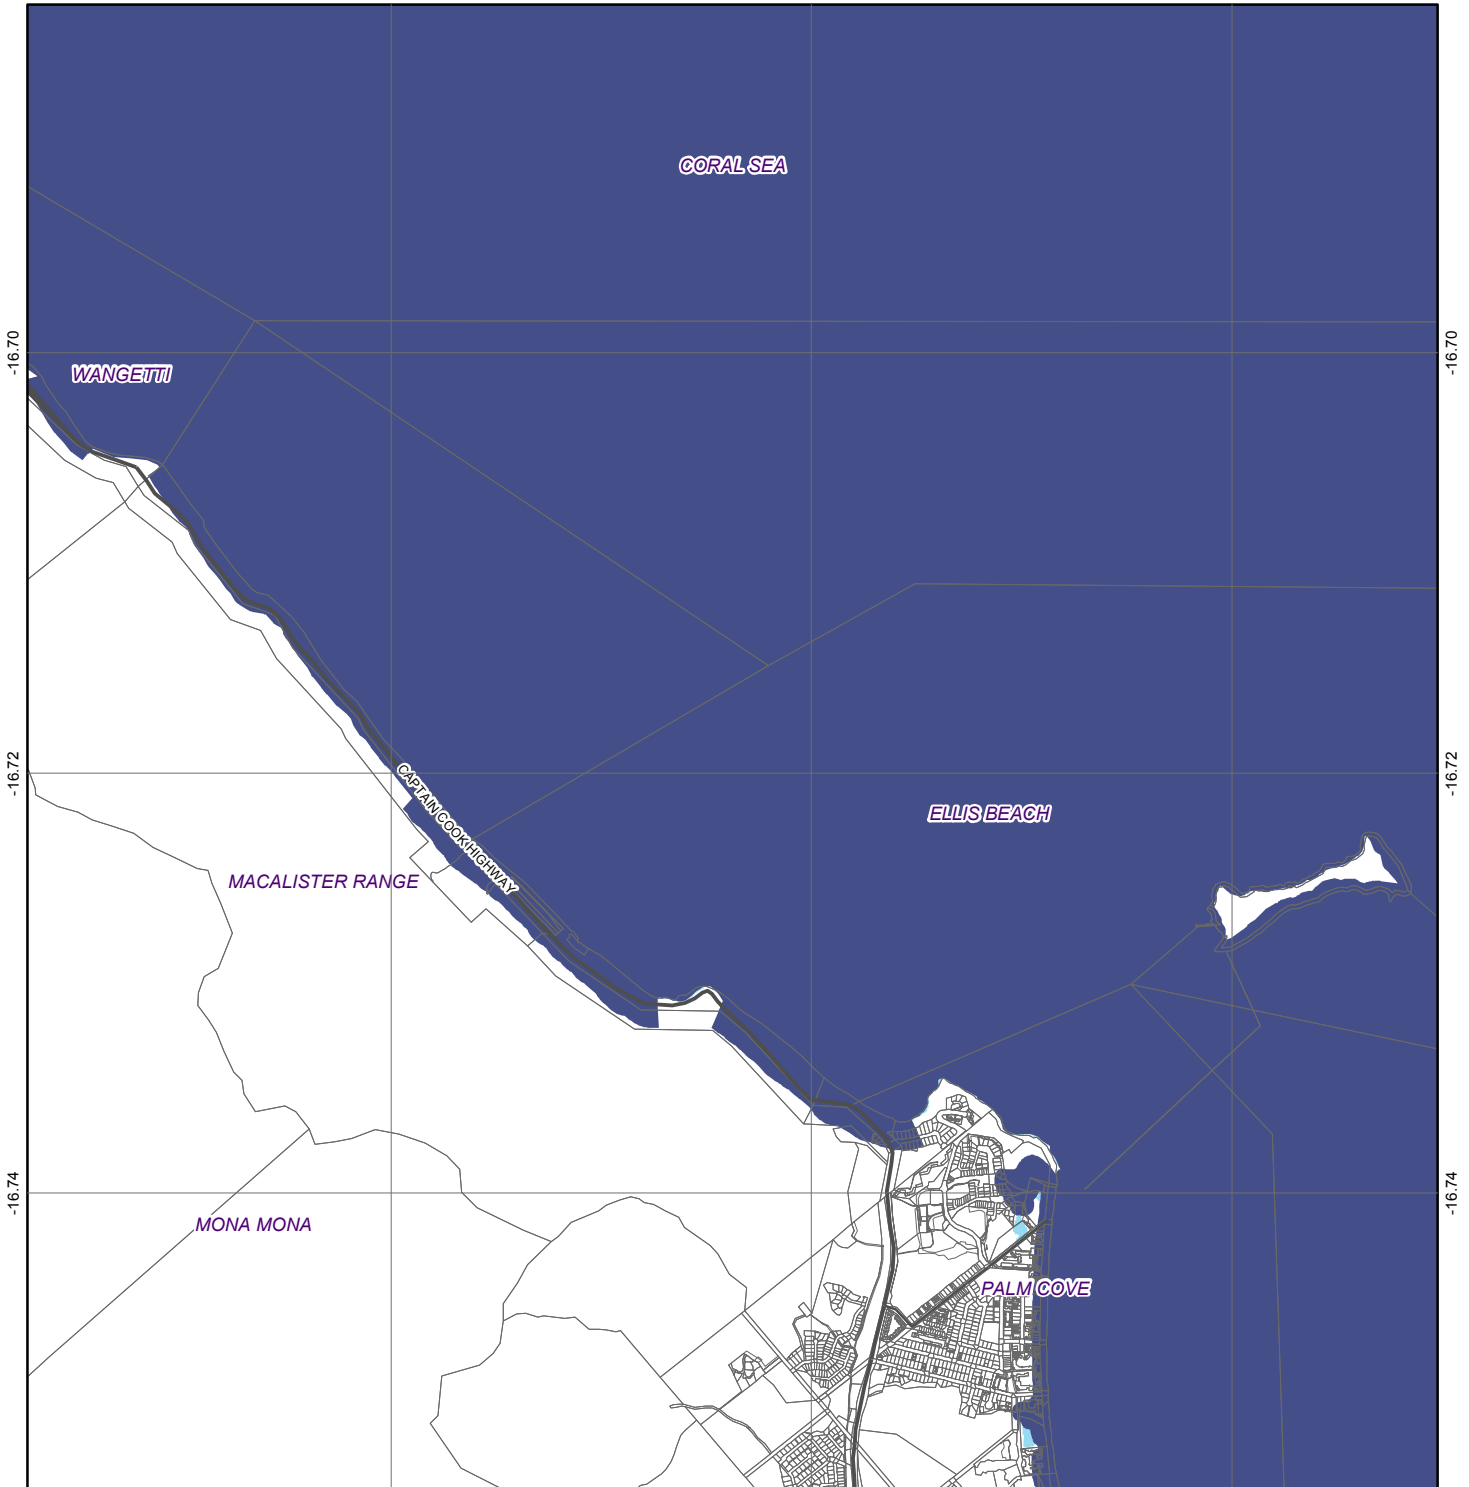 CORAL SEA
-16.70
-16.70
WANGETTI
-16.72
-16.72
CAPTAIN COOK HIGHWAY
ELLIS BEACH
MACALISTER RANGE
-16.74
-16.74
MONA MONA
PALM COVE